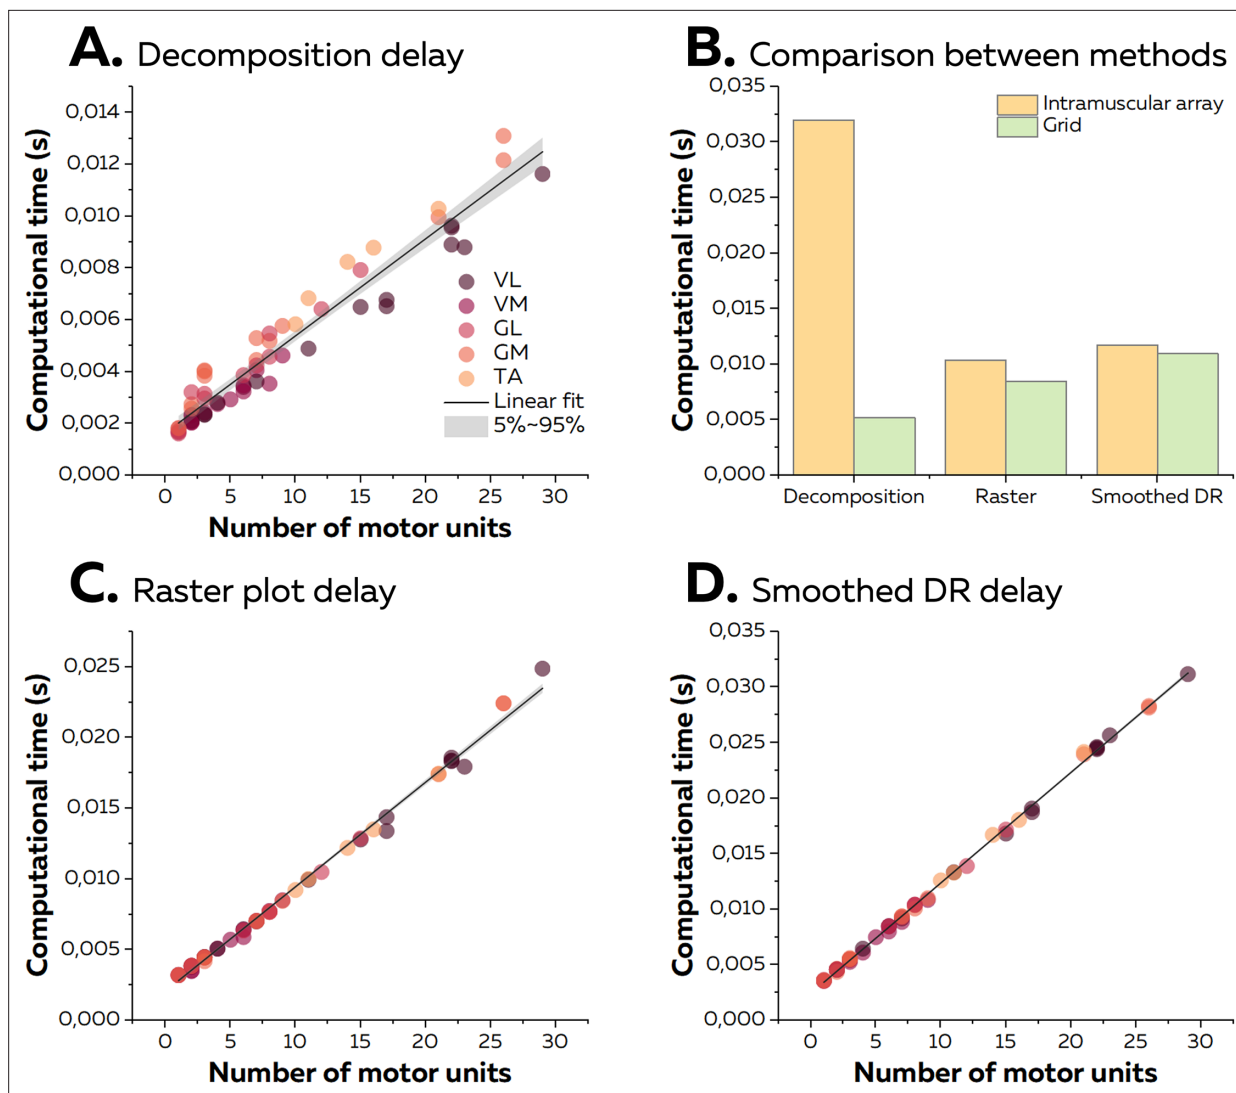 A. Decomposition delay
Computational time (s)
0,014
0,012
0,010
0,008
0,006
0,004
0,002
0,000
VL
VM
GL
GM
TA
Linear fit
5%~95%
0 5 10 15 20 25 30
Number of motor units
B. Comparison between methods
Computational time (s)
0,035
0,030
0,025
0,020
0,015
0,010
0,005
0,000
Intramuscular array
Grid
Decomposition Raster Smoothed DR
C. Raster plot delay
Computational time (s)
0,025
0,020
0,015
0,010
0,005
0,000
0 5 10 15 20 25 30
Number of motor units
D. Smoothed DR delay
Computational time (s)
0,035
0,030
0,025
0,020
0,015
0,010
0,005
0,000
0 5 10 15 20 25 30
Number of motor units